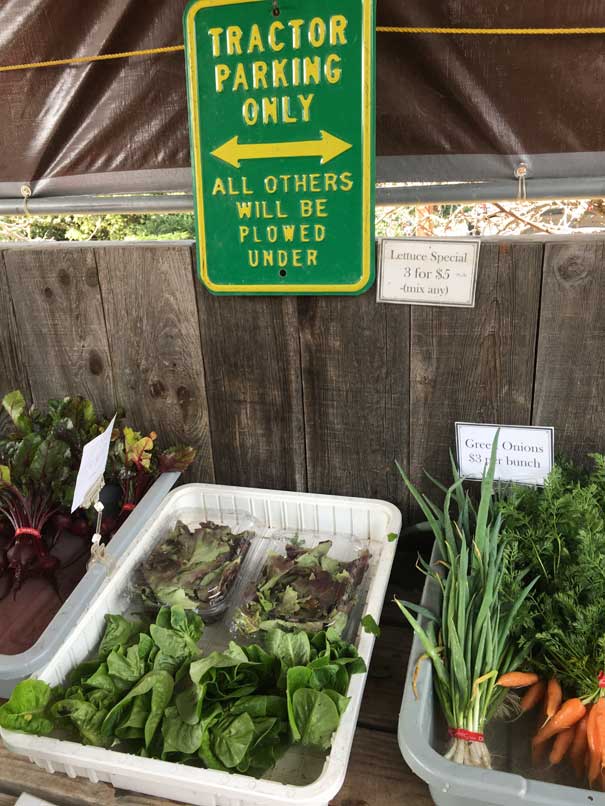 TRACTOR
PARKING
ONLY
ALL OTHERS
WILL BE
PLOWED
UNDER
Lettuce Special
3 for $5
-(mix any)
Green Onions
$3 per bunch